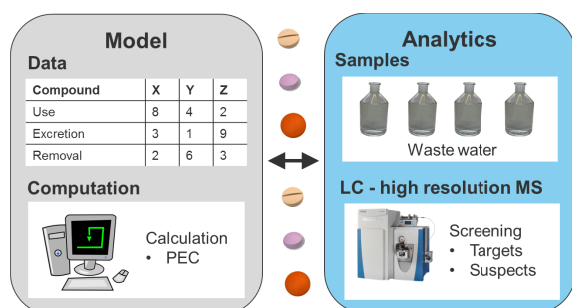 Model
Data
Compound X Y Z
Use 8 4 2
Excretion 3 1 9
Removal 2 6 3
Computation
Calculation
• PEC
Analytics
Samples
Waste water
LC - high resolution MS
Screening
• Targets
• Suspects